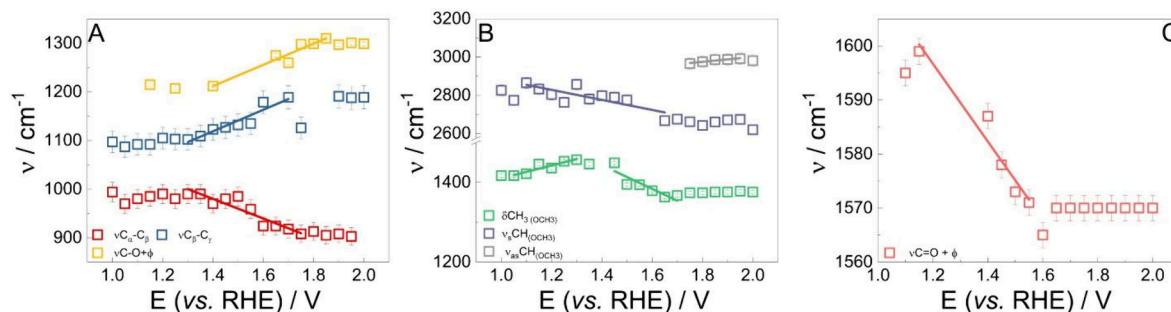 A
1300
1200
1100
1000
900
ν / cm⁻¹
νCα-Cβ
νCβ-Cγ
νC-O+ϕ
1.0 1.2 1.4 1.6 1.8 2.0
E (vs. RHE) / V
B
3200
3000
2800
2600
1400
1200
ν / cm⁻¹
δCH₃ (OCH3)
νₛCH(OCH3)
νₐₛCH(OCH3)
1.0 1.2 1.4 1.6 1.8 2.0
E (vs. RHE) / V
1600
1590
1580
1570
1560
ν / cm⁻¹
νC=O + ϕ
1.0 1.2 1.4 1.6 1.8 2.0
E (vs. RHE) / V